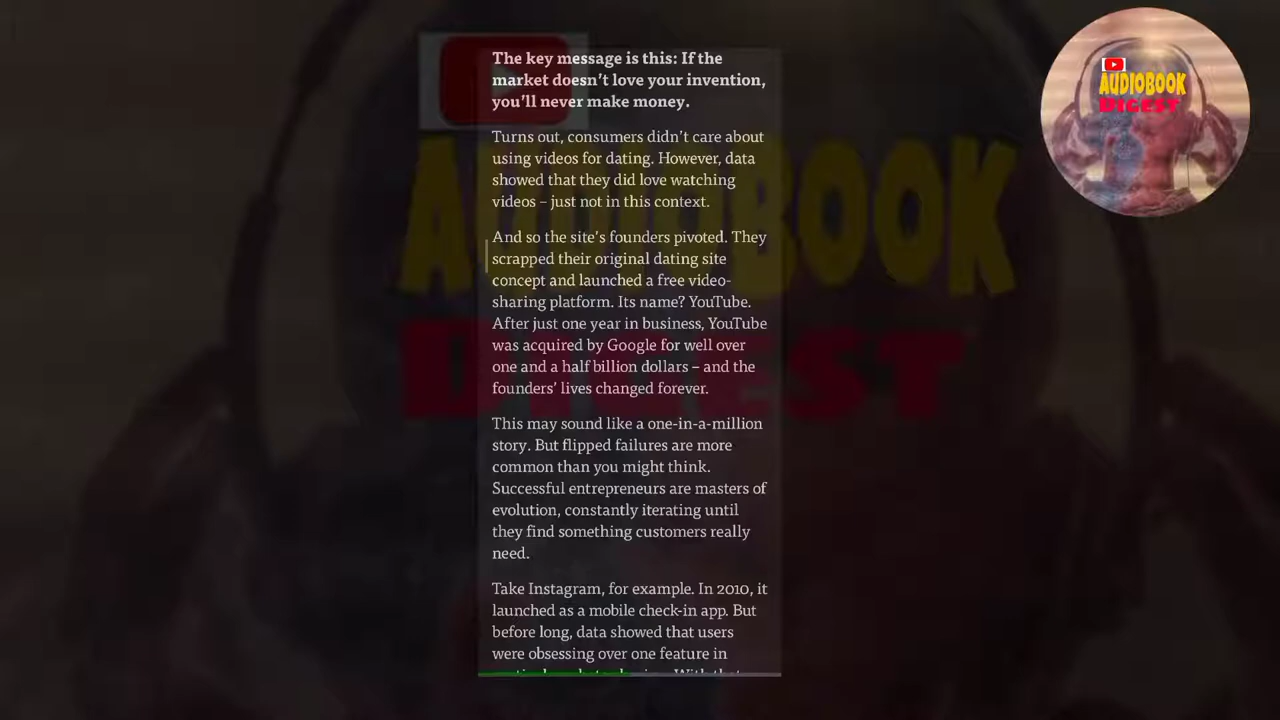 The key message is this: If the
market doesn't love your invention,
you'll never make money.
Turns out, consumers didn't care about
using videos for dating. However, data
showed that they did love watching
videos – just not in this context.
And so the site's founders pivoted. They
scrapped their original dating site
concept and launched a free video-
sharing platform. Its name? YouTube.
After just one year in business, YouTube
was acquired by Google for well over
one and a half billion dollars – and the
founders' lives changed forever.
This may sound like a one-in-a-million
story. But flipped failures are more
common than you might think.
Successful entrepreneurs are masters of
evolution, constantly iterating until
they find something customers really
need.
Take Instagram, for example. In 2010, it
launched as a mobile check-in app. But
before long, data showed that users
were obsessing over one feature in
With that
AUDIOBOOK
DIGEST
AUDIOBOOK
DIGEST